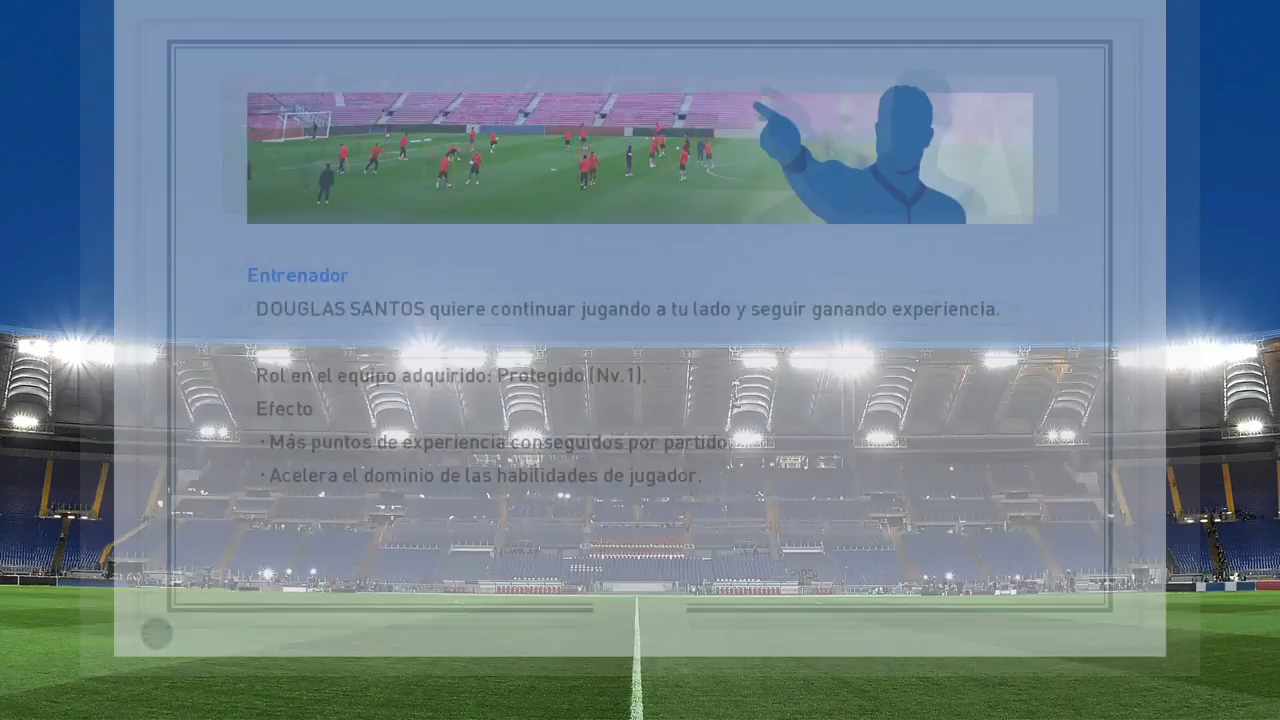 Entrenador
DOUGLAS SANTOS quiere continuar jugando a tu lado y seguir ganando experiencia.
Rol en el equipo adquirido: Protegido (Nv.1).
Efecto
· Más puntos de experiencia conseguidos por partido.
· Acelera el dominio de las habilidades de jugador.